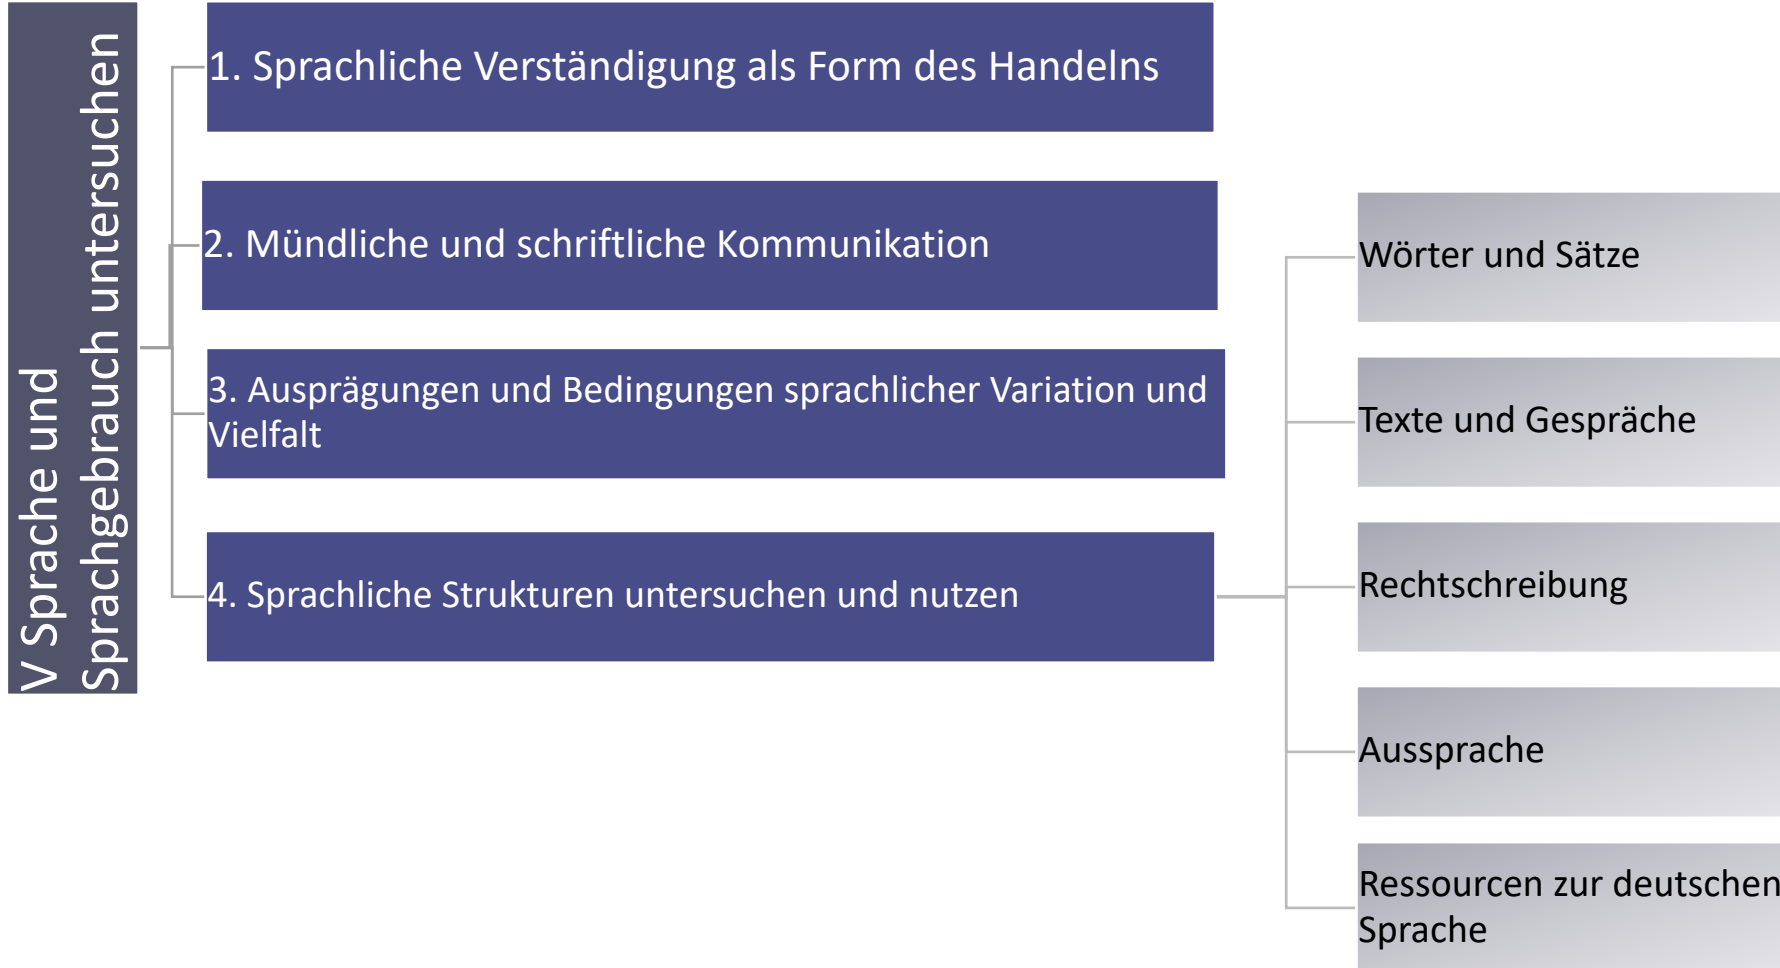 V Sprache und
Sprachgebrauch untersuchen
1. Sprachliche Verständigung als Form des Handelns
2. Mündliche und schriftliche Kommunikation
3. Ausprägungen und Bedingungen sprachlicher Variation und
Vielfalt
4. Sprachliche Strukturen untersuchen und nutzen
Wörter und Sätze
Texte und Gespräche
Rechtschreibung
Aussprache
Ressourcen zur deutschen
Sprache